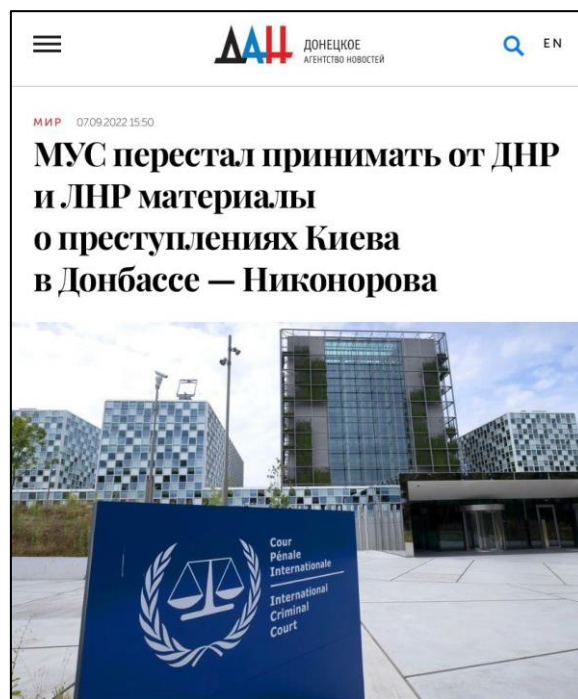 ДАН
ДОНЕЦКОЕ
АГЕНТСТВО НОВОСТЕЙ
EN
МИР 07.09.2022 15:50
МУС перестал принимать от ДНР
и ЛНР материалы
о преступлениях Киева
в Донбассе — Никонорова
Cour
Pénale
Internationale
International
Criminal
Court